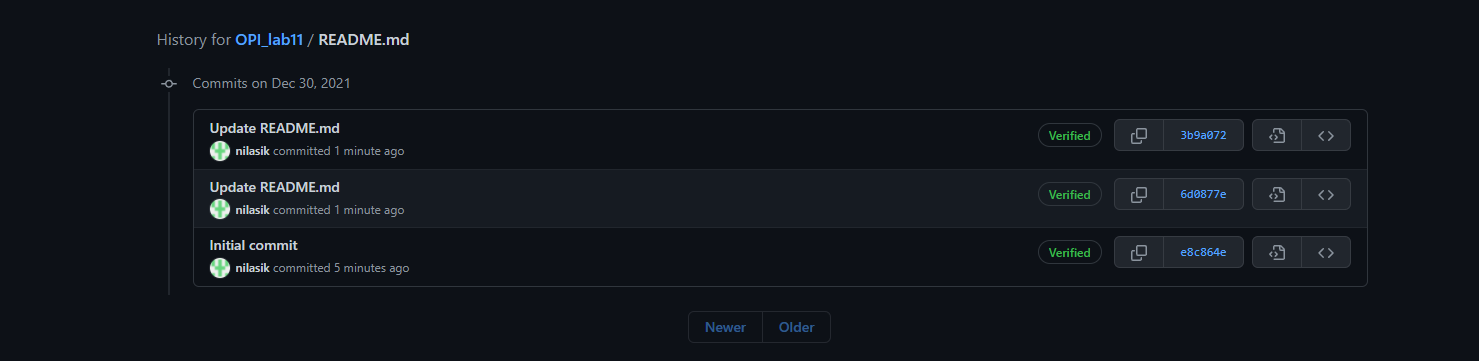 History for OPI_lab11 / README.md
Commits on Dec 30, 2021
Update README.md
nilasik committed 1 minute ago
Verified
3b9a072
Update README.md
nilasik committed 1 minute ago
Verified
6d0877e
Initial commit
nilasik committed 5 minutes ago
Verified
e8c864e
Newer
Older